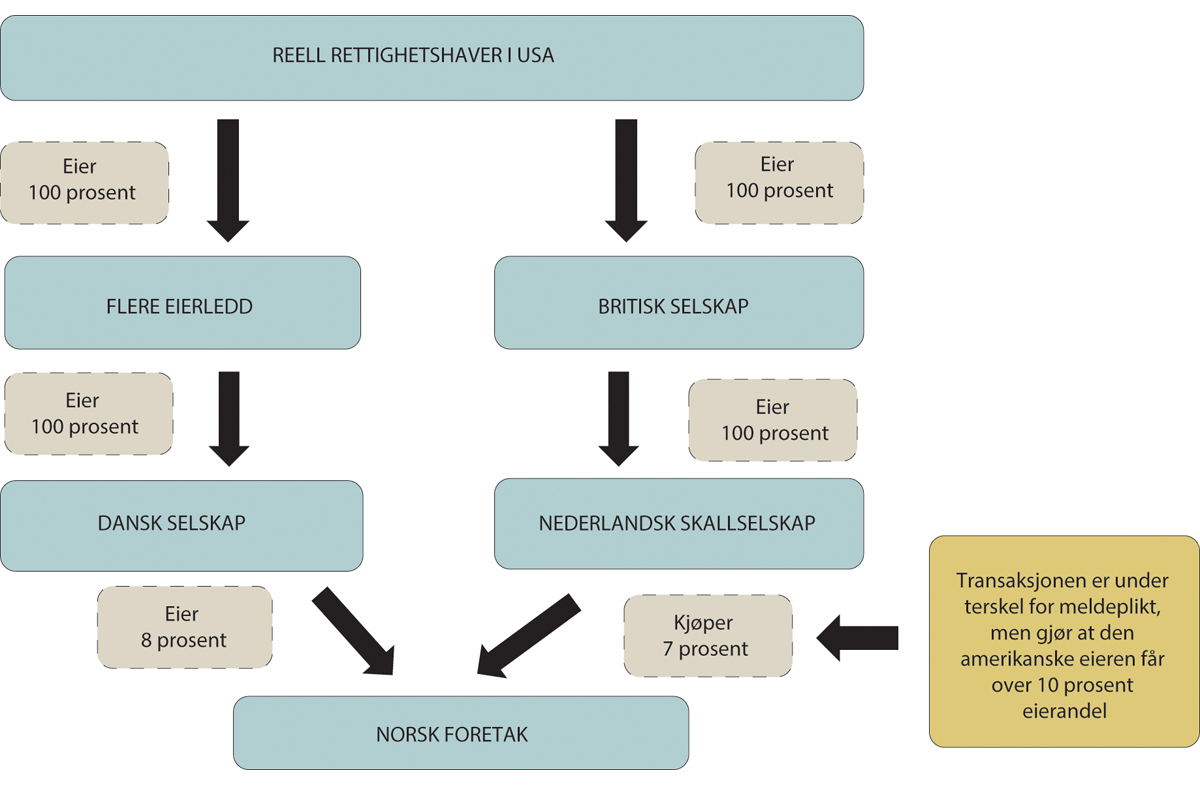 REELL RETTIGHETSHAVER I USA
Eier
100 prosent
Eier
100 prosent
FLERE EIERLEDD
BRITISK SELSKAP
Eier
100 prosent
Eier
100 prosent
DANSK SELSKAP
NEDERLANDSK SKALLSELSKAP
Eier
8 prosent
Kjøper
7 prosent
Transaksjonen er under
terskel for meldeplikt,
men gjør at den
amerikanske eieren får
over 10 prosent
eierandel
NORSK FORETAK